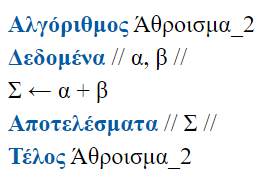 Αλγόριθμος Άθροισμα_2
Δεδομένα // α, β //
Σ ← α + β
Αποτελέσματα // Σ //
Τέλος Άθροισμα_2